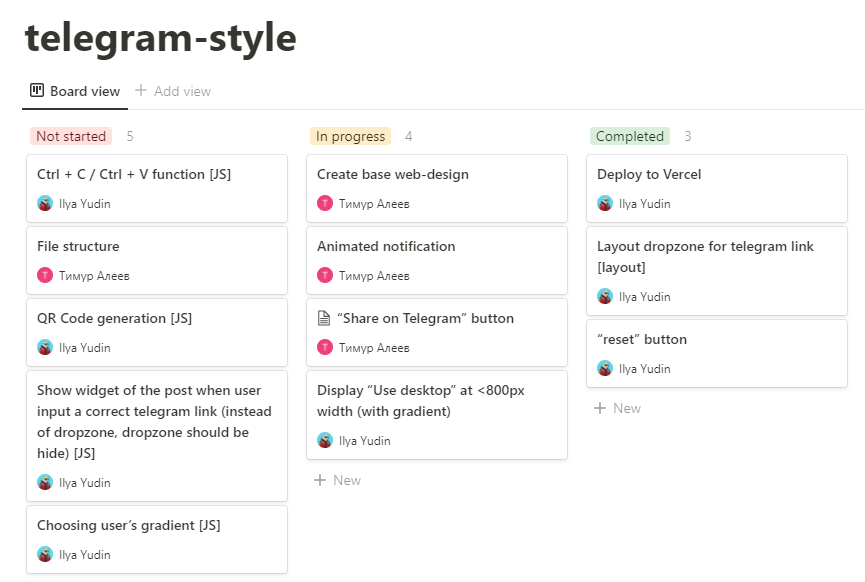 telegram-style
Board view
Add view
Not started 5
Ctrl + C / Ctrl + V function [JS]
Ilya Yudin
File structure
Т
Тимур Алеев
QR Code generation [JS]
Ilya Yudin
Show widget of the post when user
input a correct telegram link (instead
of dropzone, dropzone should be
hide) [JS]
Ilya Yudin
Choosing user’s gradient [JS]
Ilya Yudin
In progress 4
Create base web-design
Т
Тимур Алеев
Animated notification
Т
Тимур Алеев
“Share on Telegram” button
Т
Тимур Алеев
Display “Use desktop” at <800px
width (with gradient)
Ilya Yudin
New
Completed 3
Deploy to Vercel
Ilya Yudin
Layout dropzone for telegram link
[layout]
Ilya Yudin
“reset” button
Ilya Yudin
New